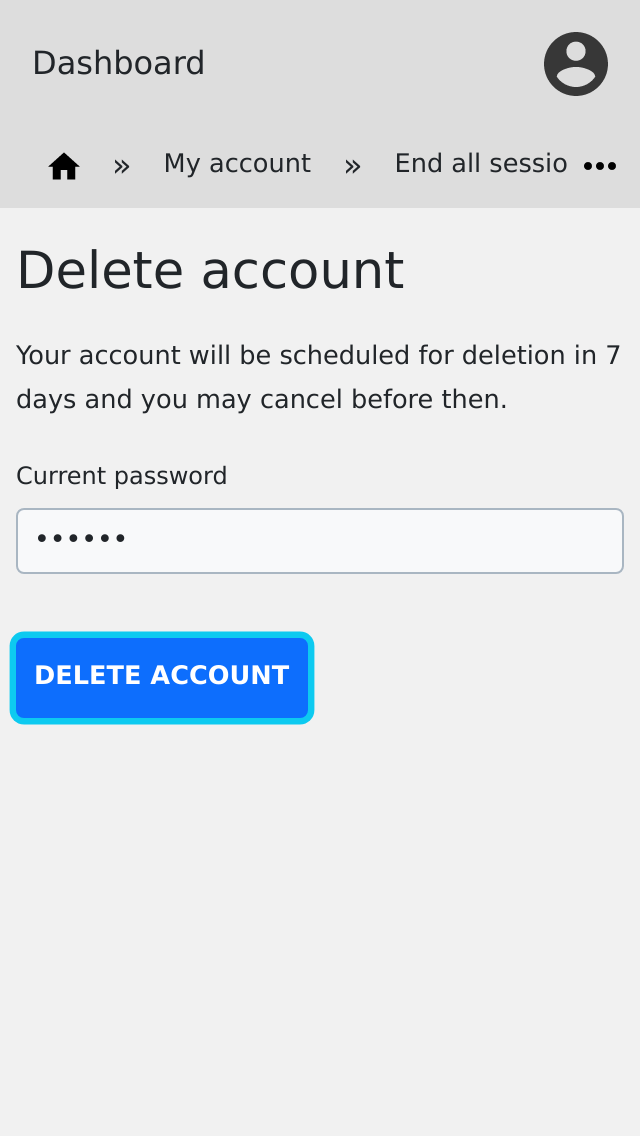 Dashboard
» My account » End all sessio
Delete account
Your account will be scheduled for deletion in 7
days and you may cancel before then.
Current password
••••••
DELETE ACCOUNT